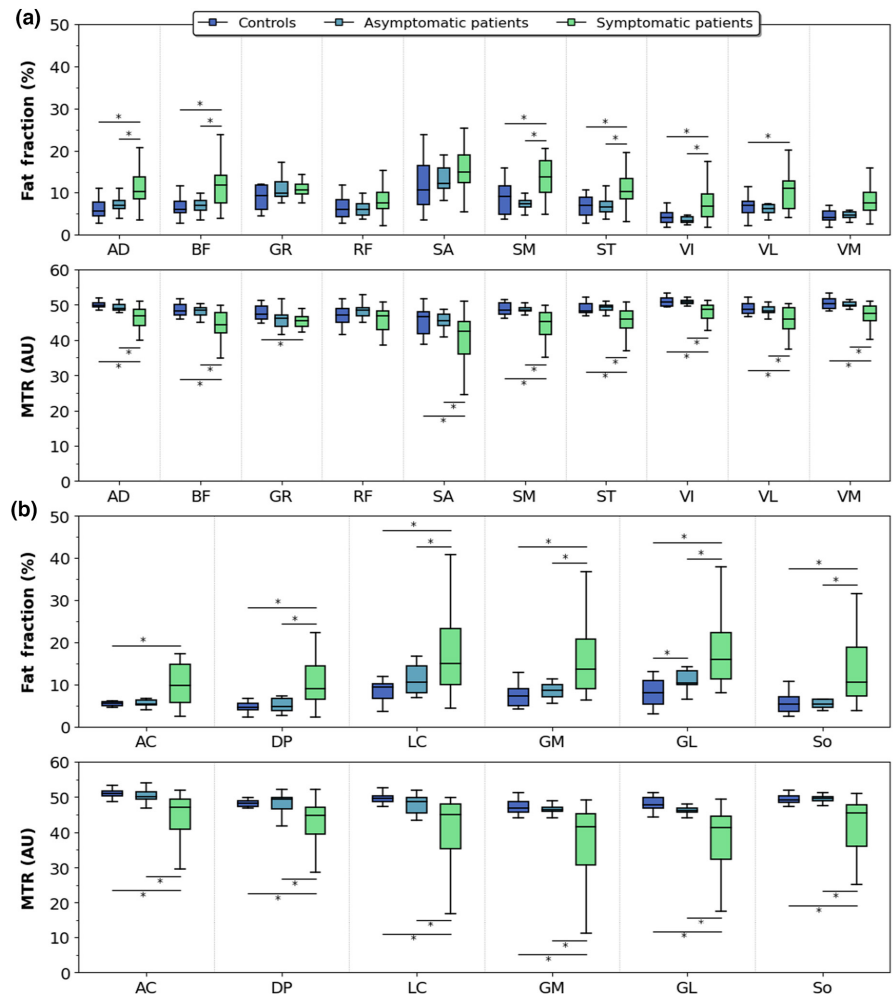 (a)
Controls Asymptomatic patients Symptomatic patients
Fat fraction (%)
50
40
30
20
10
0
* * * * * * * * * * *
AD BF GR RF SA SM ST VI VL VM
MTR (AU)
60
50
40
30
20
10
0
* * * * * * * * * * * * * * * * *
AD BF GR RF SA SM ST VI VL VM
(b)
Fat fraction (%)
50
40
30
20
10
0
* * * * * * * * * * * *
AC DP LC GM GL So
MTR (AU)
60
50
40
30
20
10
0
* * * * * * * * * * * *
AC DP LC GM GL So